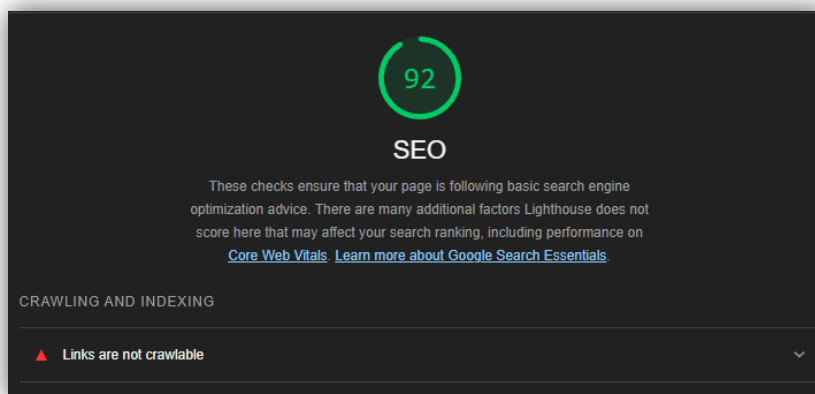 92
SEO
These checks ensure that your page is following basic search engine
optimization advice. There are many additional factors Lighthouse does not
score here that may affect your search ranking, including performance on
Core Web Vitals. Learn more about Google Search Essentials.
CRAWLING AND INDEXING
Links are not crawlable